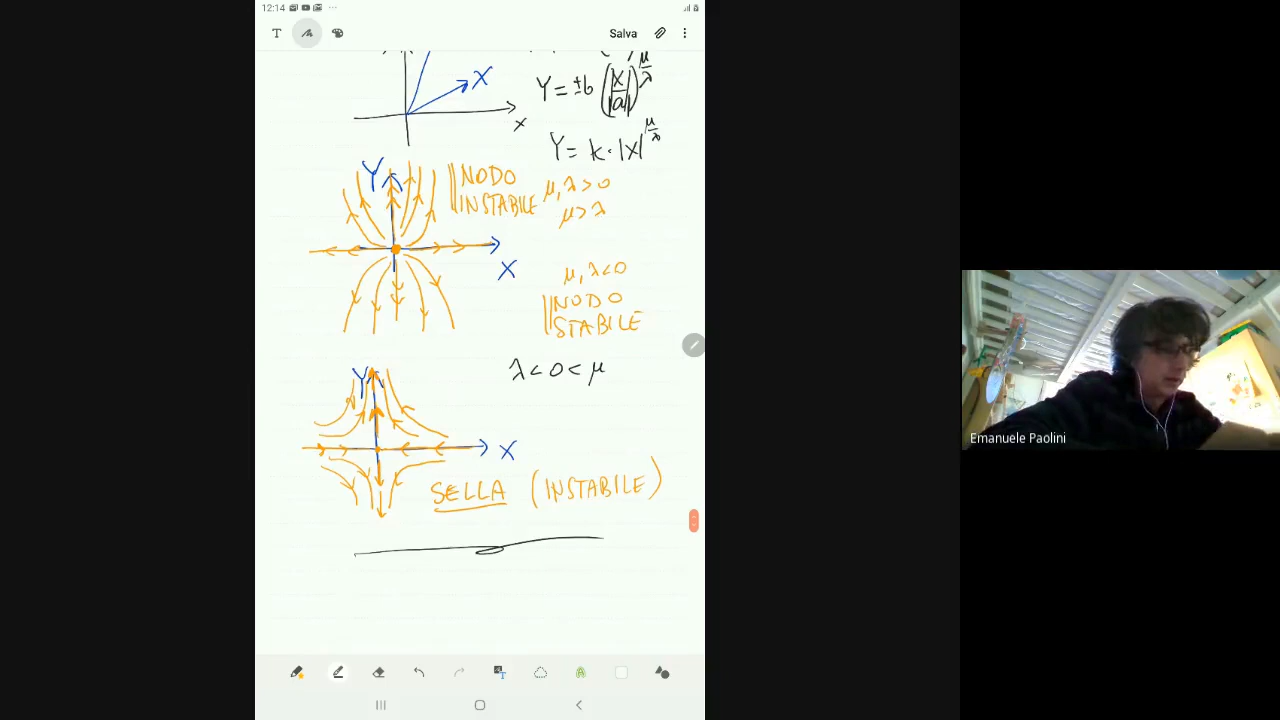 12:14
T
Salva
X
x
Y = ±b (|x|/|a|)^{μ/λ}
Y = k · |x|^{μ/λ}
Y
NODO
INSTABILE
μ, λ > 0
μ > λ
X
μ, λ < 0
NODO
STABILE
λ < 0 < μ
Y
X
SELLA (INSTABILE)
Emanuele Paolini